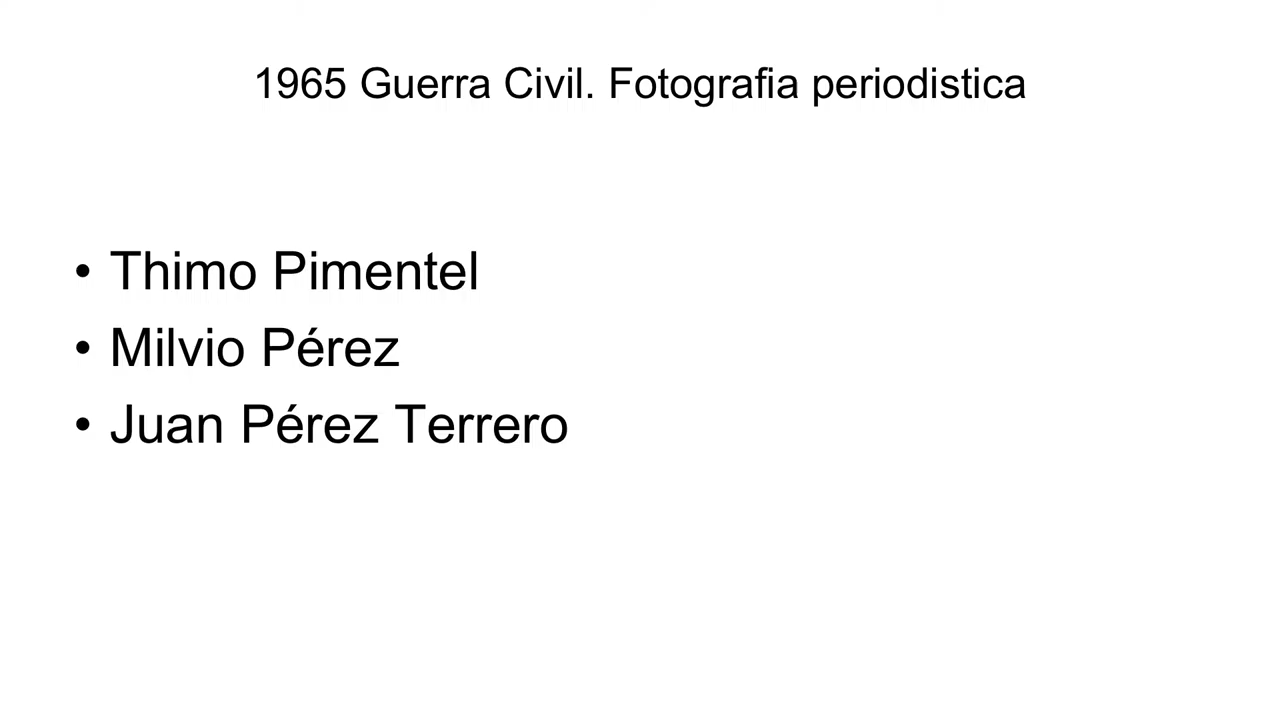 1965 Guerra Civil. Fotografia periodistica
• Thimo Pimentel
• Milvio Pérez
• Juan Pérez Terrero